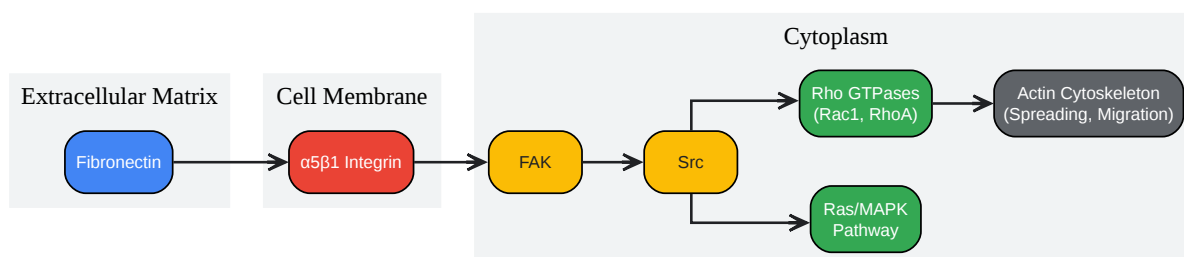 Cytoplasm
Extracellular Matrix
Cell Membrane
Fibronectin
α5β1 Integrin
FAK
Src
Rho GTPases
(Rac1, RhoA)
Actin Cytoskeleton
(Spreading, Migration)
Ras/MAPK
Pathway